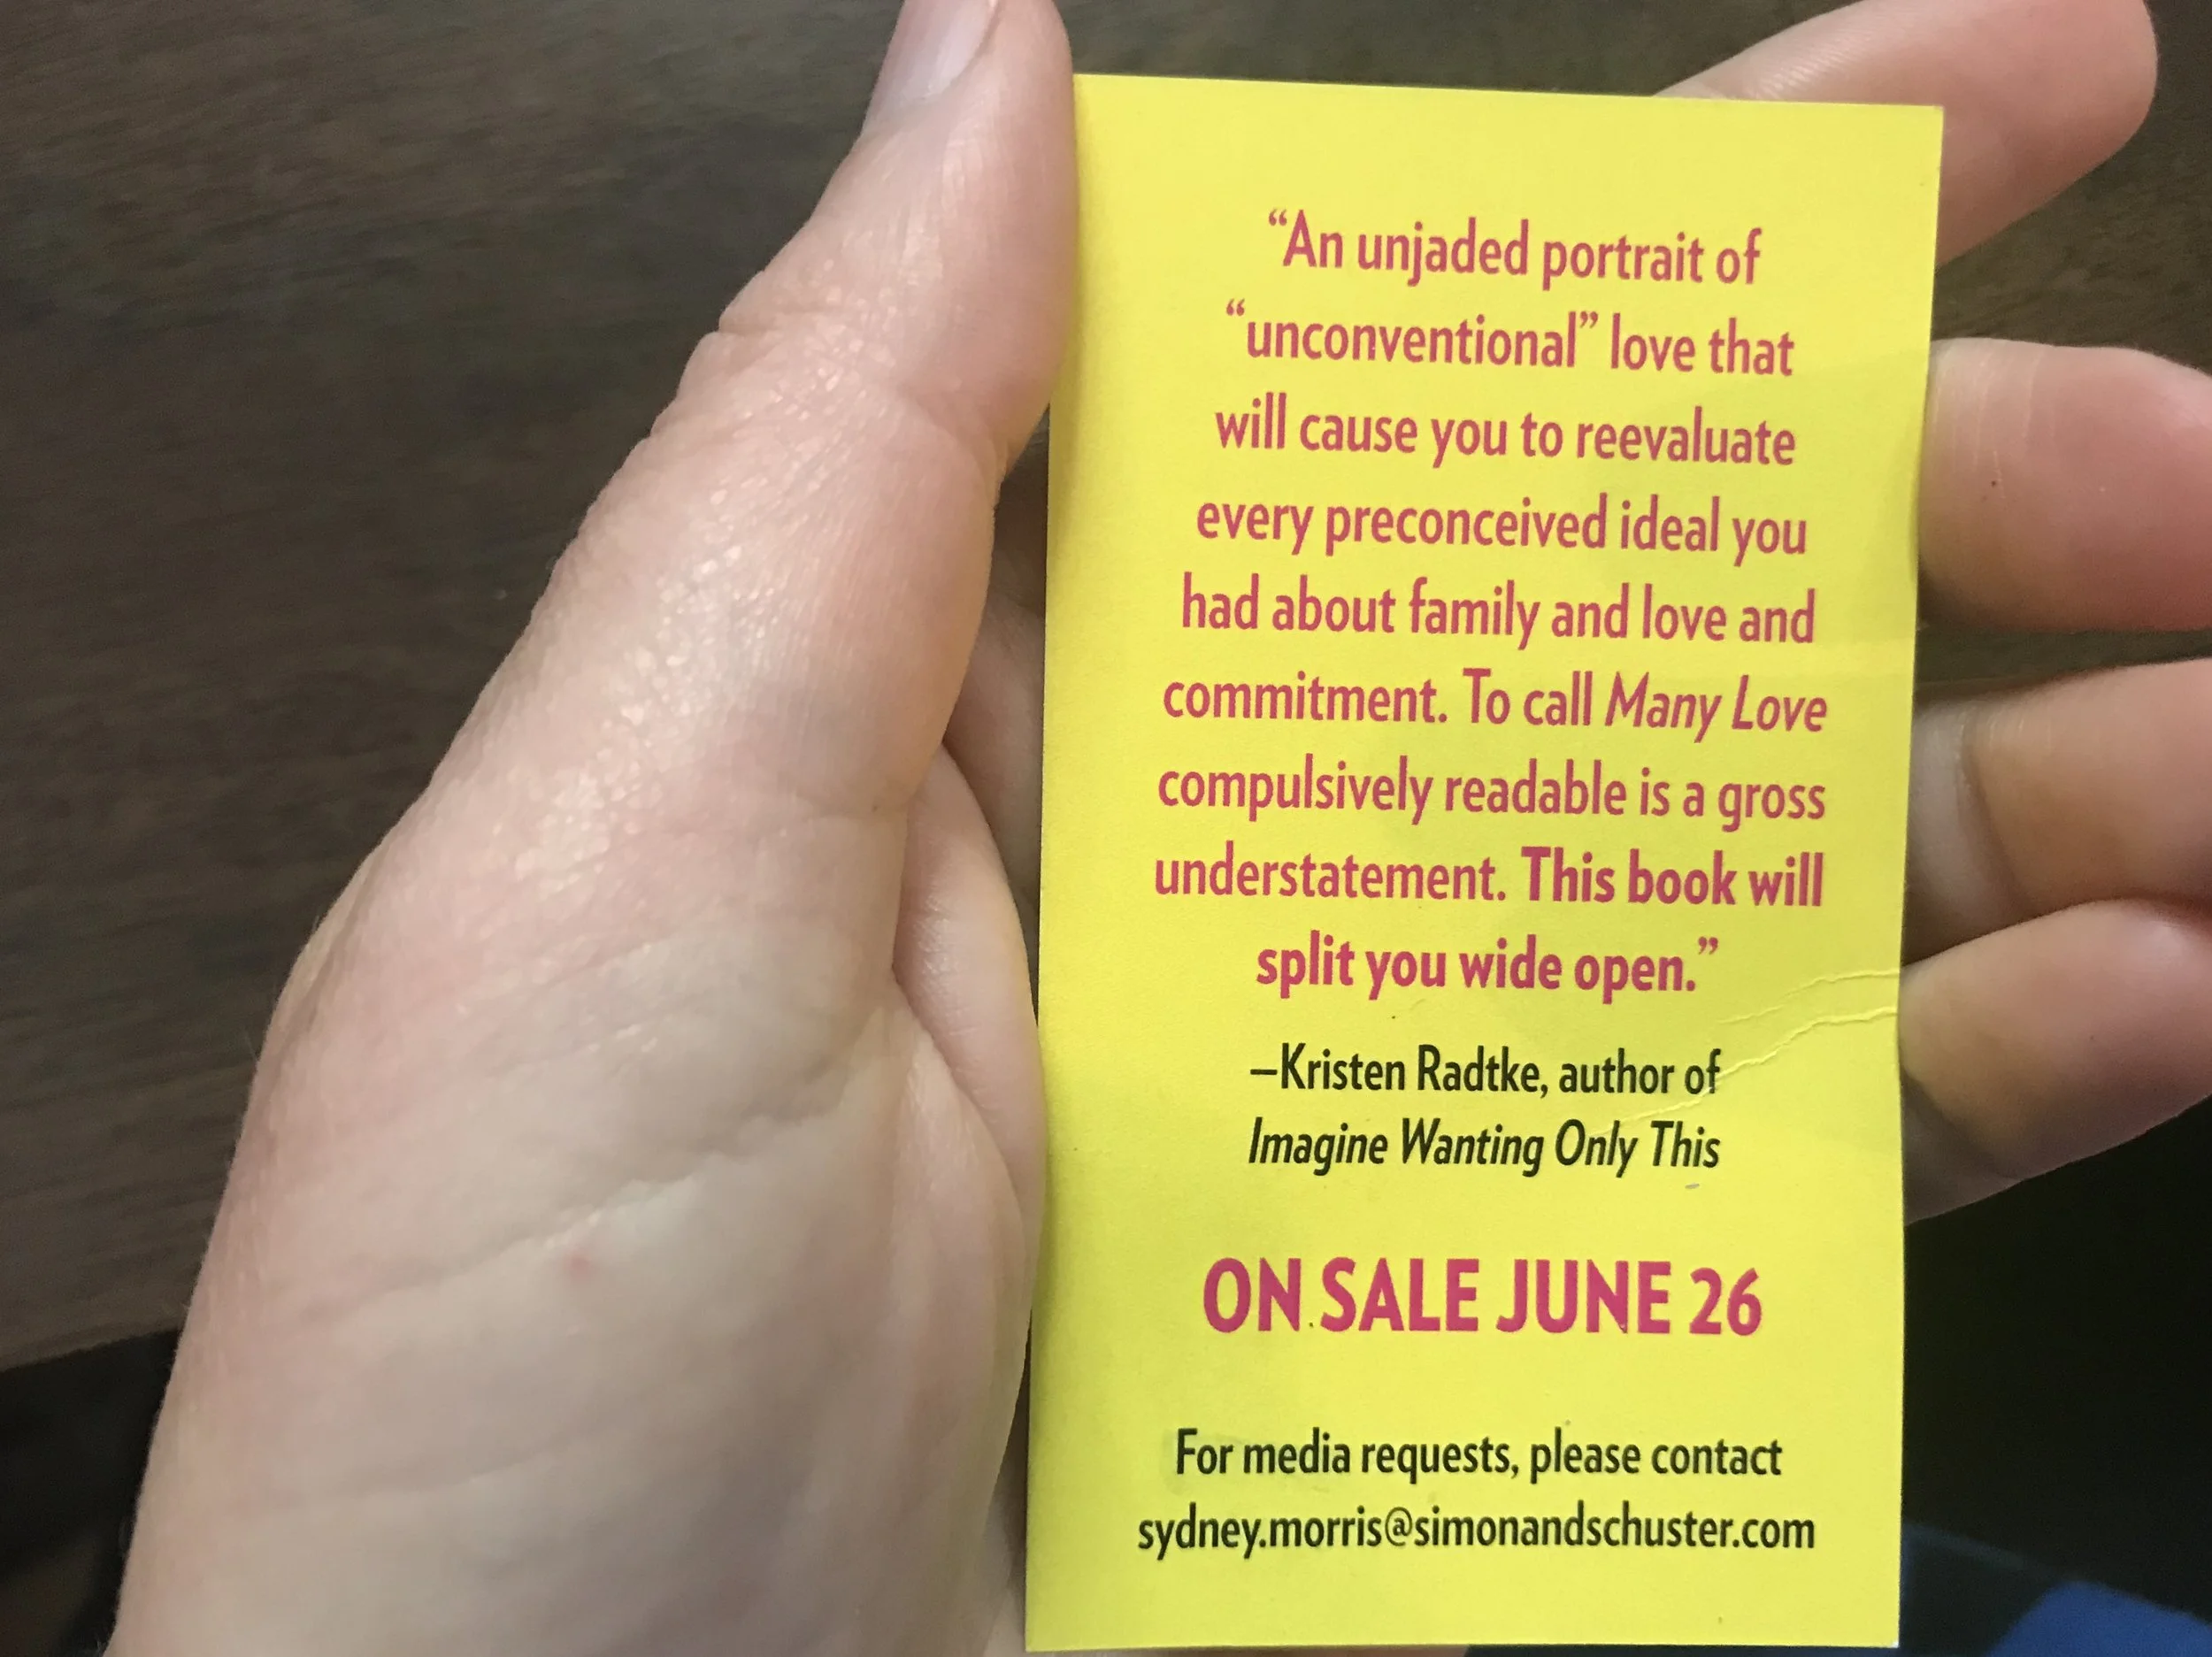 “An unjaded portrait of
“unconventional” love that
will cause you to reevaluate
every preconceived ideal you
had about family and love and
commitment. To call Many Love
compulsively readable is a gross
understatement. This book will
split you wide open.”
—Kristen Radtke, author of
Imagine Wanting Only This
ON SALE JUNE 26
For media requests, please contact
sydney.morris@simonandschuster.com